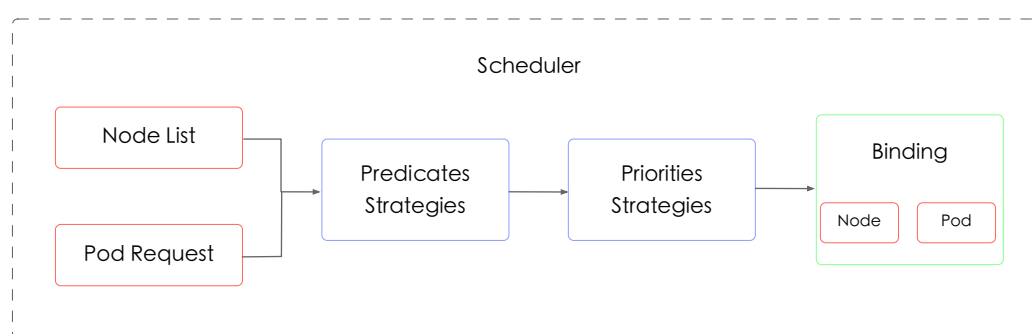 Scheduler
Node List
Pod Request
Predicates
Strategies
Priorities
Strategies
Binding
Node
Pod